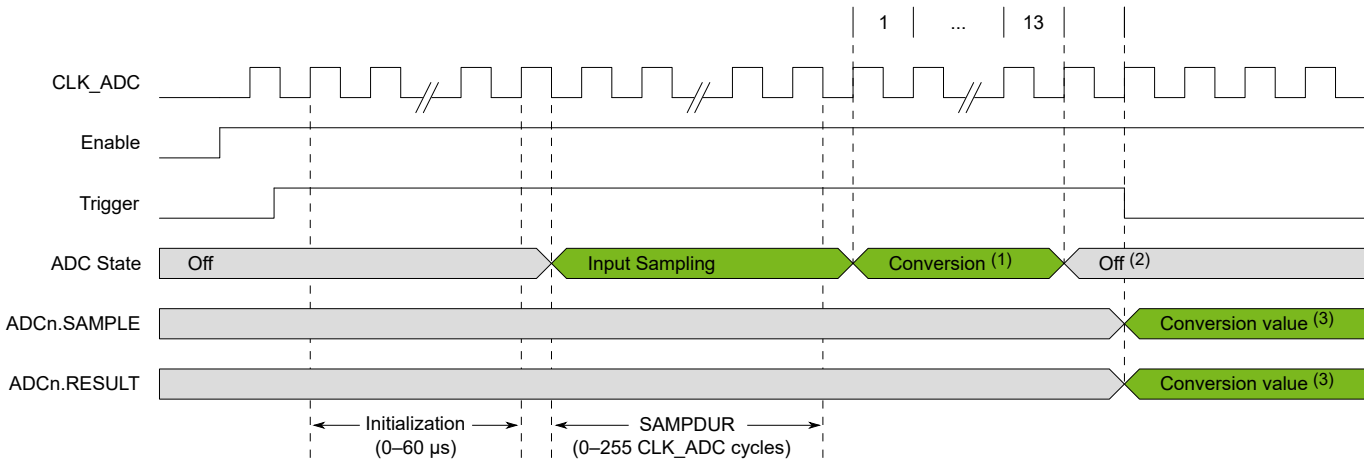 1 ... 13
CLK_ADC
Enable
Trigger
ADC State Off Input Sampling Conversion (1) Off (2)
ADCn.SAMPLE Conversion value (3)
ADCn.RESULT Conversion value (3)
Initialization SAMPDUR
(0–60 μs) (0–255 CLK_ADC cycles)